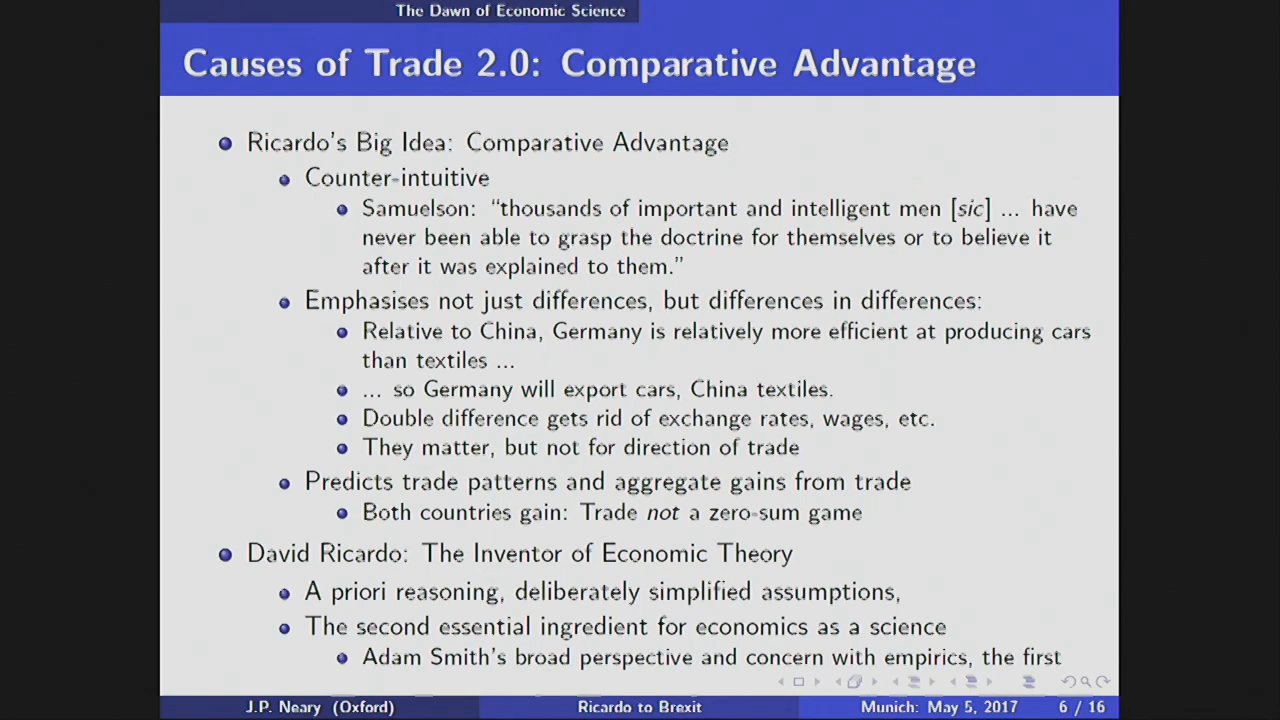 The Dawn of Economic Science
Causes of Trade 2.0: Comparative Advantage
Ricardo's Big Idea: Comparative Advantage
Counter-intuitive
Samuelson: "thousands of important and intelligent men [sic] ... have
never been able to grasp the doctrine for themselves or to believe it
after it was explained to them."
Emphasises not just differences, but differences in differences:
Relative to China, Germany is relatively more efficient at producing cars
than textiles ...
... so Germany will export cars, China textiles.
Double difference gets rid of exchange rates, wages, etc.
They matter, but not for direction of trade
Predicts trade patterns and aggregate gains from trade
Both countries gain: Trade not a zero-sum game
David Ricardo: The Inventor of Economic Theory
A priori reasoning, deliberately simplified assumptions,
The second essential ingredient for economics as a science
Adam Smith's broad perspective and concern with empirics, the first
J.P. Neary (Oxford) Ricardo to Brexit Munich: May 5, 2017 6 / 16